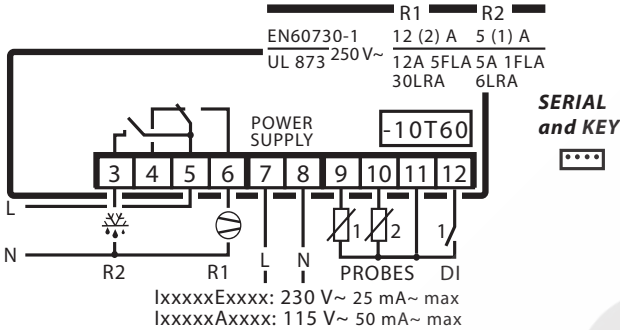 R1 R2
EN60730-1 250 V~ 12 (2) A 5 (1) A
UL 873 12A 5FLA 5A 1FLA
30LRA 6LRA
SERIAL
and KEY
POWER
SUPPLY
-10T60
3 4 5 6 7 8 9 10 11 12
L
1 2 1
N
R2 R1 L N PROBES DI
IxxxxxExxxx: 230 V~ 25 mA~ max
IxxxxxAxxxx: 115 V~ 50 mA~ max